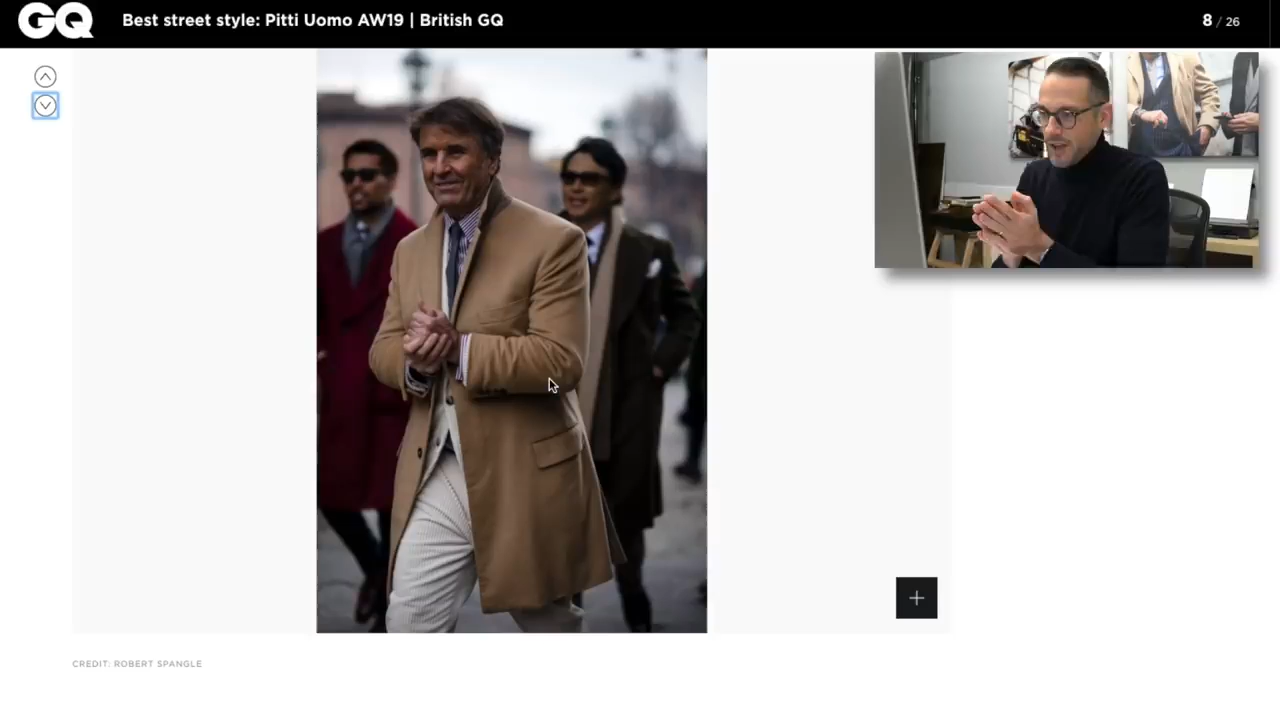 GQ
Best street style: Pitti Uomo AW19 | British GQ
8 / 26
CREDIT: ROBERT SPANGLE